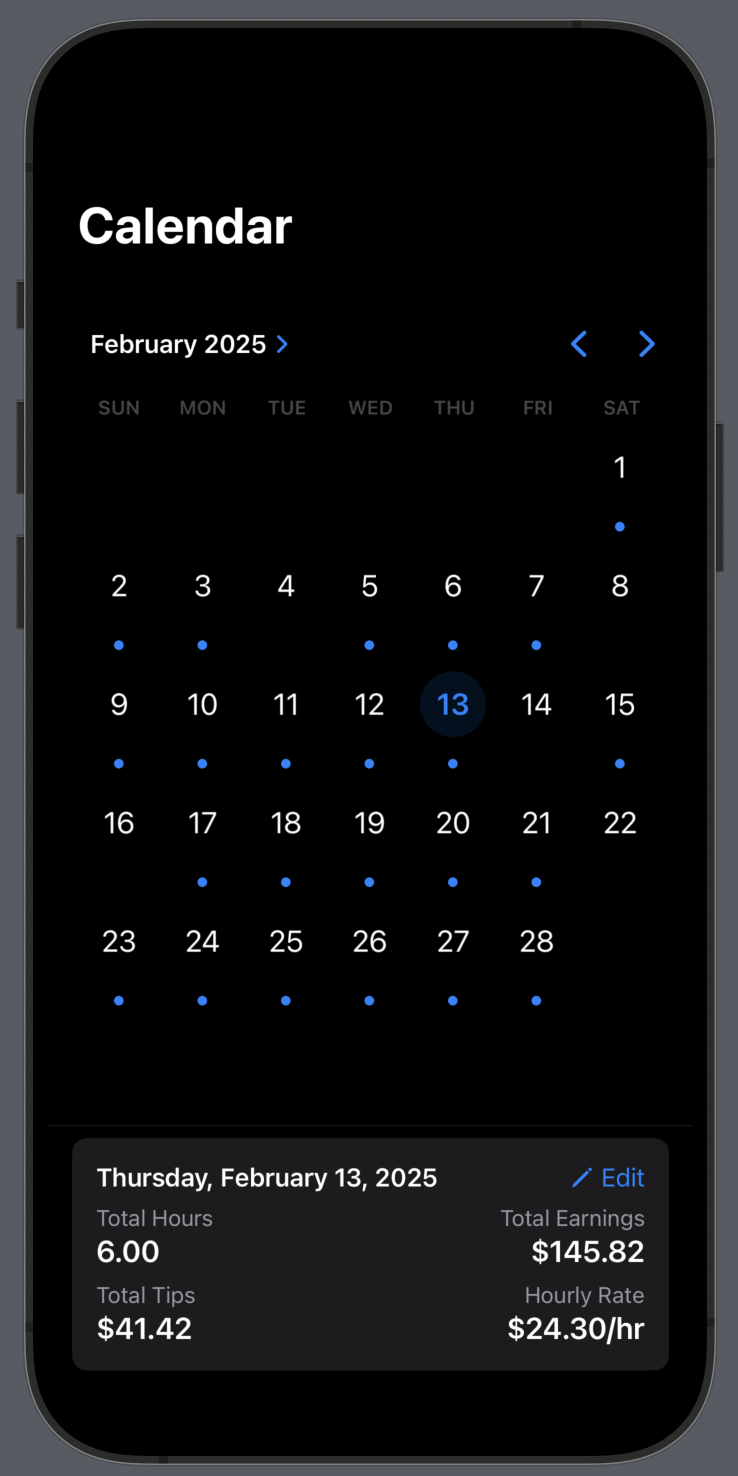 Calendar
February 2025
SUN MON TUE WED THU FRI SAT
1
2 3 4 5 6 7 8
9 10 11 12 13 14 15
16 17 18 19 20 21 22
23 24 25 26 27 28
Thursday, February 13, 2025 Edit
Total Hours Total Earnings
6.00 $145.82
Total Tips Hourly Rate
$41.42 $24.30/hr